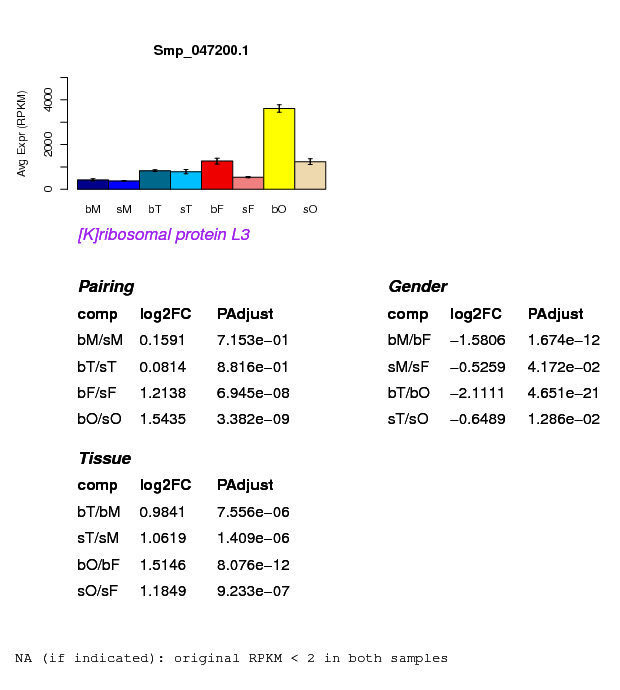 Smp_047200.1
Avg Expr (RPKM)
0 2000 4000
bM sM bT sT bF sF bO sO
[K]ribosomal protein L3
Pairing
comp log2FC PAdjust
bM/sM 0.1591 7.153e−01
bT/sT 0.0814 8.816e−01
bF/sF 1.2138 6.945e−08
bO/sO 1.5435 3.382e−09
Gender
comp log2FC PAdjust
bM/bF −1.5806 1.674e−12
sM/sF −0.5259 4.172e−02
bT/bO −2.1111 4.651e−21
sT/sO −0.6489 1.286e−02
Tissue
comp log2FC PAdjust
bT/bM 0.9841 7.556e−06
sT/sM 1.0619 1.409e−06
bO/bF 1.5146 8.076e−12
sO/sF 1.1849 9.233e−07
NA (if indicated): original RPKM < 2 in both samples